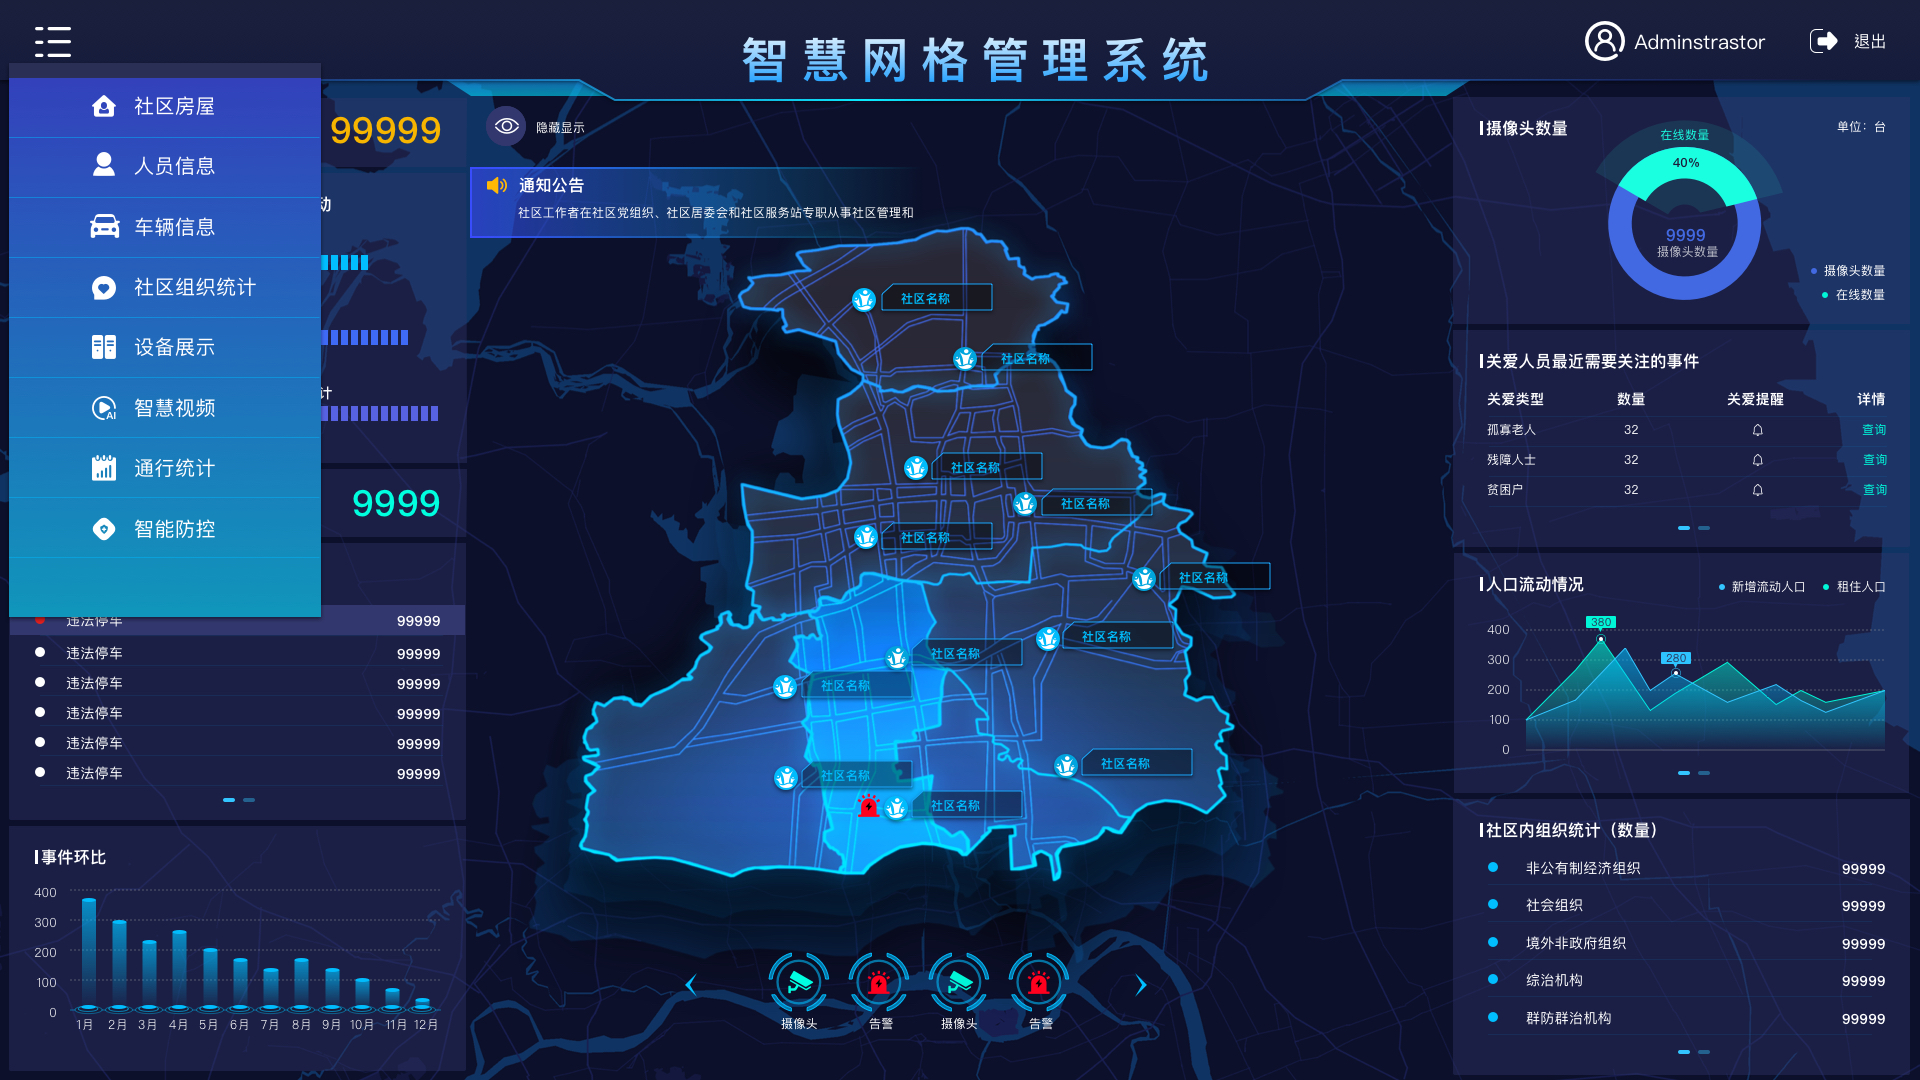 智慧网格管理系统
Adminstrastor
退出
社区房屋
人员信息
车辆信息
社区组织统计
设备展示
智慧视频
通行统计
智能防控
99999
动
计
9999
违法停车 99999
违法停车 99999
违法停车 99999
违法停车 99999
违法停车 99999
违法停车 99999
事件环比
400
300
200
100
0
1月 2月 3月 4月 5月 6月 7月 8月 9月 10月 11月 12月
隐藏显示
通知公告
社区工作者在社区党组织、社区居委会和社区服务站专职从事社区管理和
社区名称
社区名称
社区名称
社区名称
社区名称
社区名称
社区名称
社区名称
社区名称
社区名称
社区名称
社区名称
AI
摄像头
告警
摄像头
告警
摄像头数量
单位：台
在线数量
40%
9999
摄像头数量
摄像头数量
在线数量
关爱人员最近需要关注的事件
关爱类型 数量 关爱提醒 详情
孤寡老人 32 查询
残障人士 32 查询
贫困户 32 查询
人口流动情况
新增流动人口 租住人口
400
300
200
100
0
380
280
社区内组织统计（数量）
非公有制经济组织 99999
社会组织 99999
境外非政府组织 99999
综治机构 99999
群防群治机构 99999